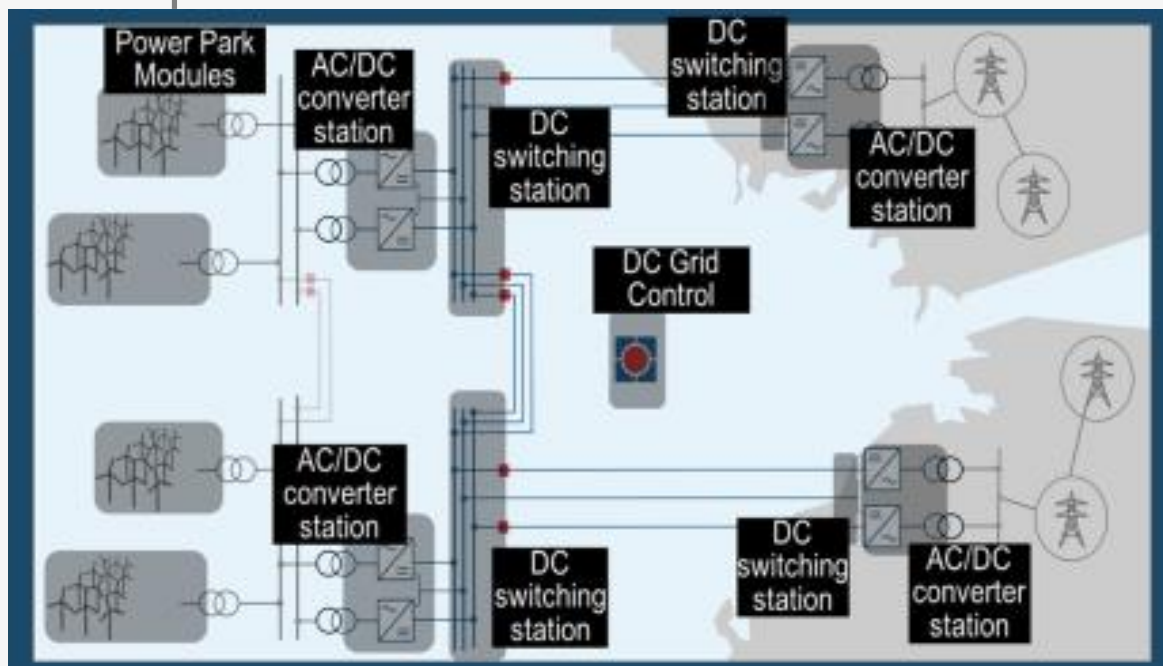 Power Park
Modules
AC/DC
converter
station
DC
switching
station
DC
switching
station
AC/DC
converter
station
DC Grid
Control
AC/DC
converter
station
DC
switching
station
DC
switching
station
AC/DC
converter
station